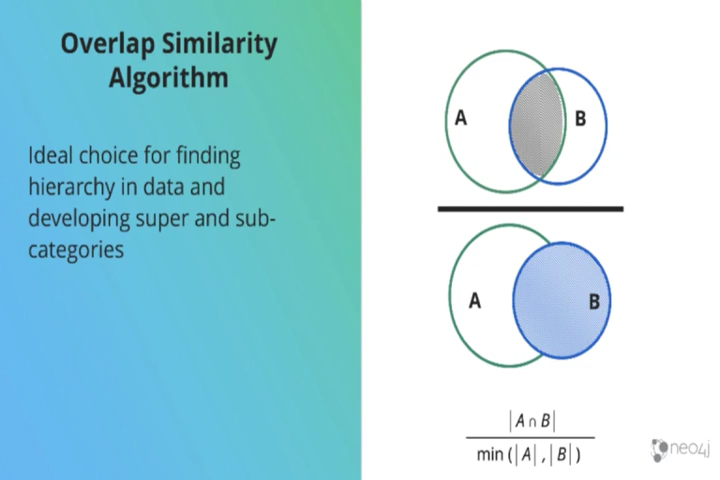 Overlap Similarity
Algorithm
Ideal choice for finding
hierarchy in data and
developing super and sub-
categories
A
B
A
B
|A ∩ B|
min (|A|,|B|)
neo4j